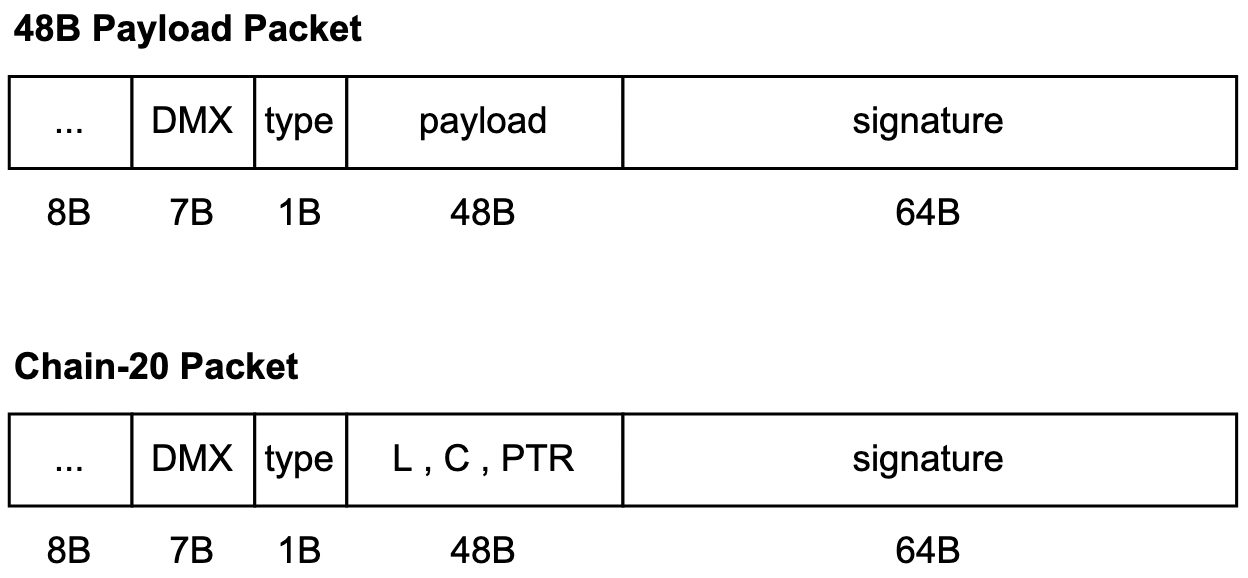 48B Payload Packet
... DMX type payload signature
8B 7B 1B 48B 64B
Chain-20 Packet
... DMX type L , C , PTR signature
8B 7B 1B 48B 64B